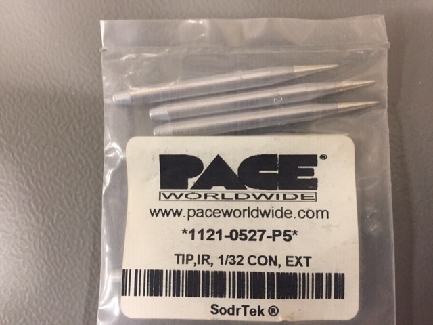 PACE®
WORLDWIDE
www.paceworldwide.com
*1121-0527-P5*
TIP,IR, 1/32 CON, EXT
SodrTek ®